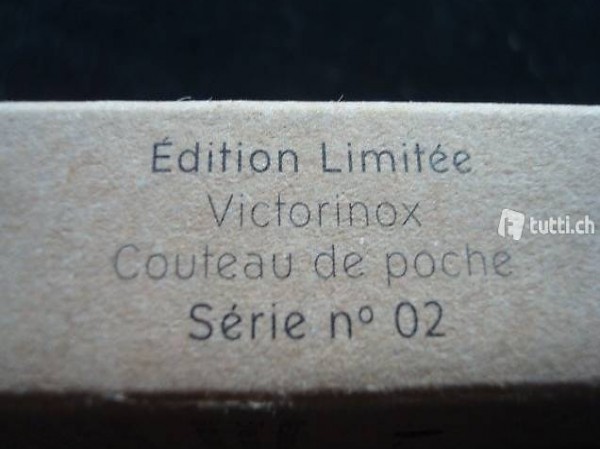 Édition Limitée
Victorinox
Couteau de poche
Série nº 02
tutti.ch